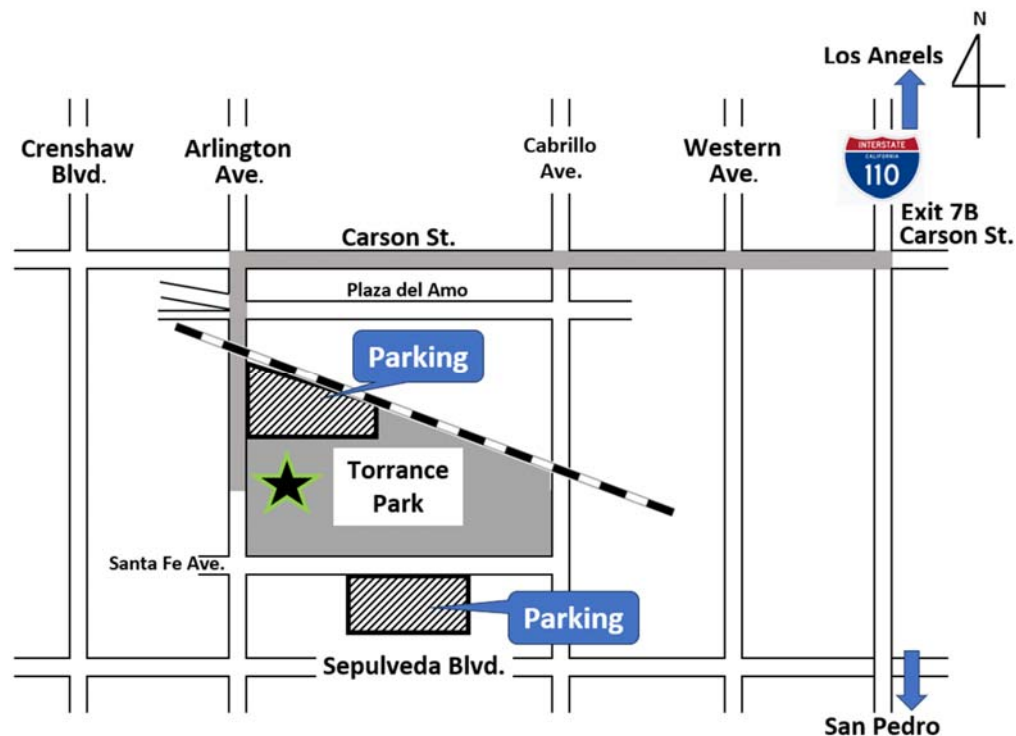 N
Los Angels
Crenshaw
Blvd.
Arlington
Ave.
Cabrillo
Ave.
Western
Ave.
INTERSTATE
CALIFORNIA
110
Exit 7B
Carson St.
Carson St.
Plaza del Amo
Parking
Torrance
Park
Santa Fe Ave.
Parking
Sepulveda Blvd.
San Pedro